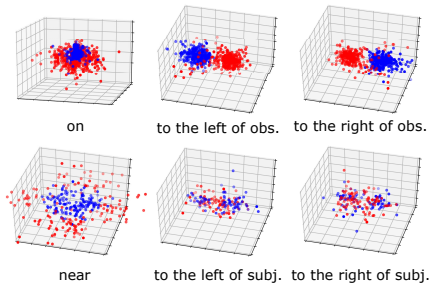 on
to the left of obs.
to the right of obs.
near
to the left of subj.
to the right of subj.